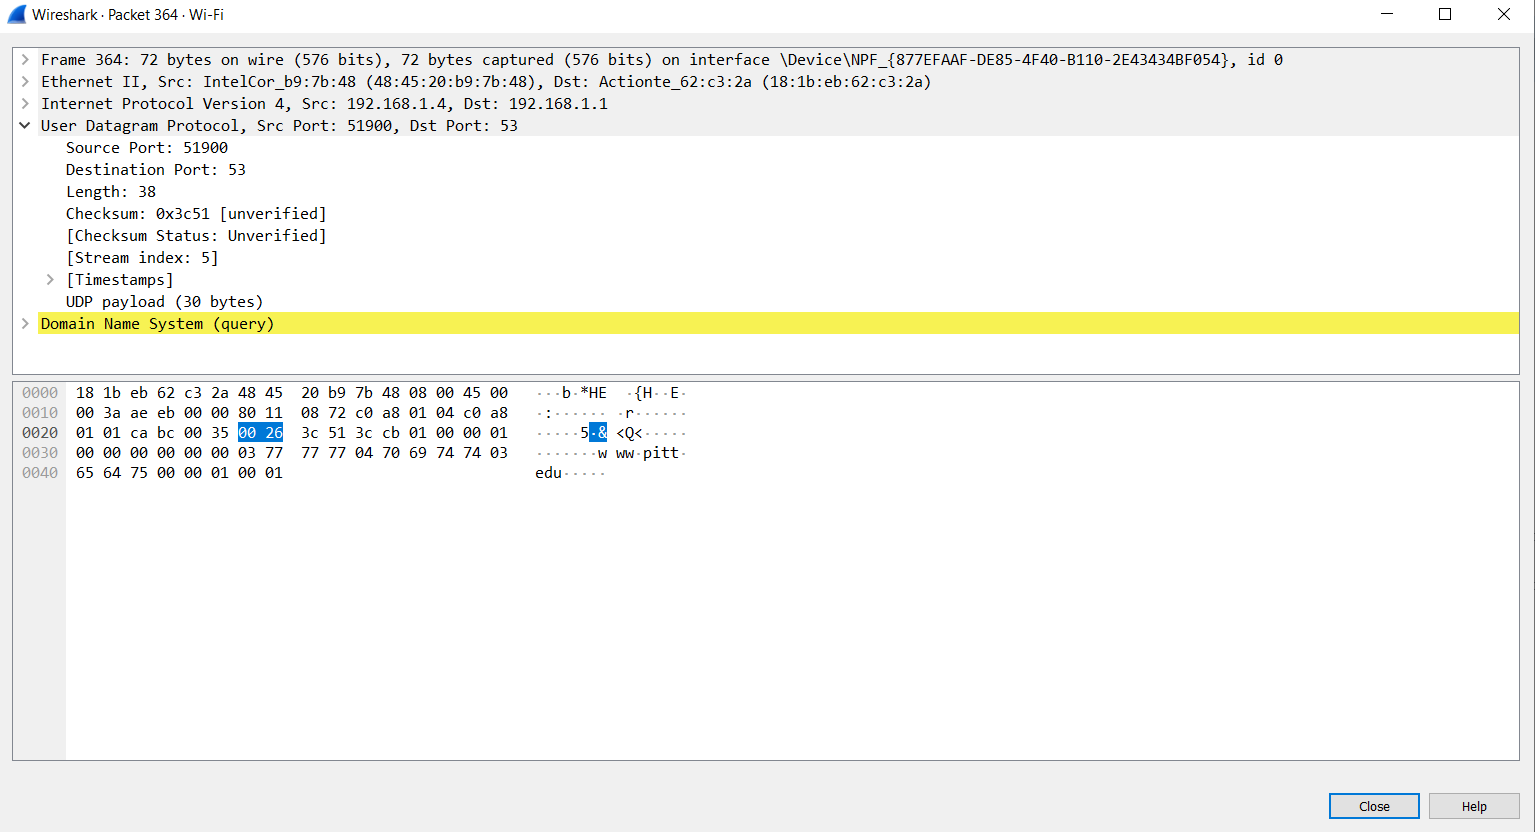 Wireshark · Packet 364 · Wi-Fi
Frame 364: 72 bytes on wire (576 bits), 72 bytes captured (576 bits) on interface \Device\NPF_{877EFAAF-DE85-4F40-B110-2E43434BF054}, id 0
Ethernet II, Src: IntelCor_b9:7b:48 (48:45:20:b9:7b:48), Dst: Actionte_62:c3:2a (18:1b:eb:62:c3:2a)
Internet Protocol Version 4, Src: 192.168.1.4, Dst: 192.168.1.1
User Datagram Protocol, Src Port: 51900, Dst Port: 53
Source Port: 51900
Destination Port: 53
Length: 38
Checksum: 0x3c51 [unverified]
[Checksum Status: Unverified]
[Stream index: 5]
[Timestamps]
UDP payload (30 bytes)
Domain Name System (query)
0000 18 1b eb 62 c3 2a 48 45 20 b9 7b 48 08 00 45 00 ···b·*HE ·{H··E·
0010 00 3a ae eb 00 00 80 11 08 72 c0 a8 01 04 c0 a8 ·:······ ·r······
0020 01 01 ca bc 00 35 00 26 3c 51 3c cb 01 00 00 01 ·····5·& <Q<·····
0030 00 00 00 00 00 00 03 77 77 77 04 70 69 74 74 03 ·······w ww·pitt·
0040 65 64 75 00 00 01 00 01 edu·····
Close Help